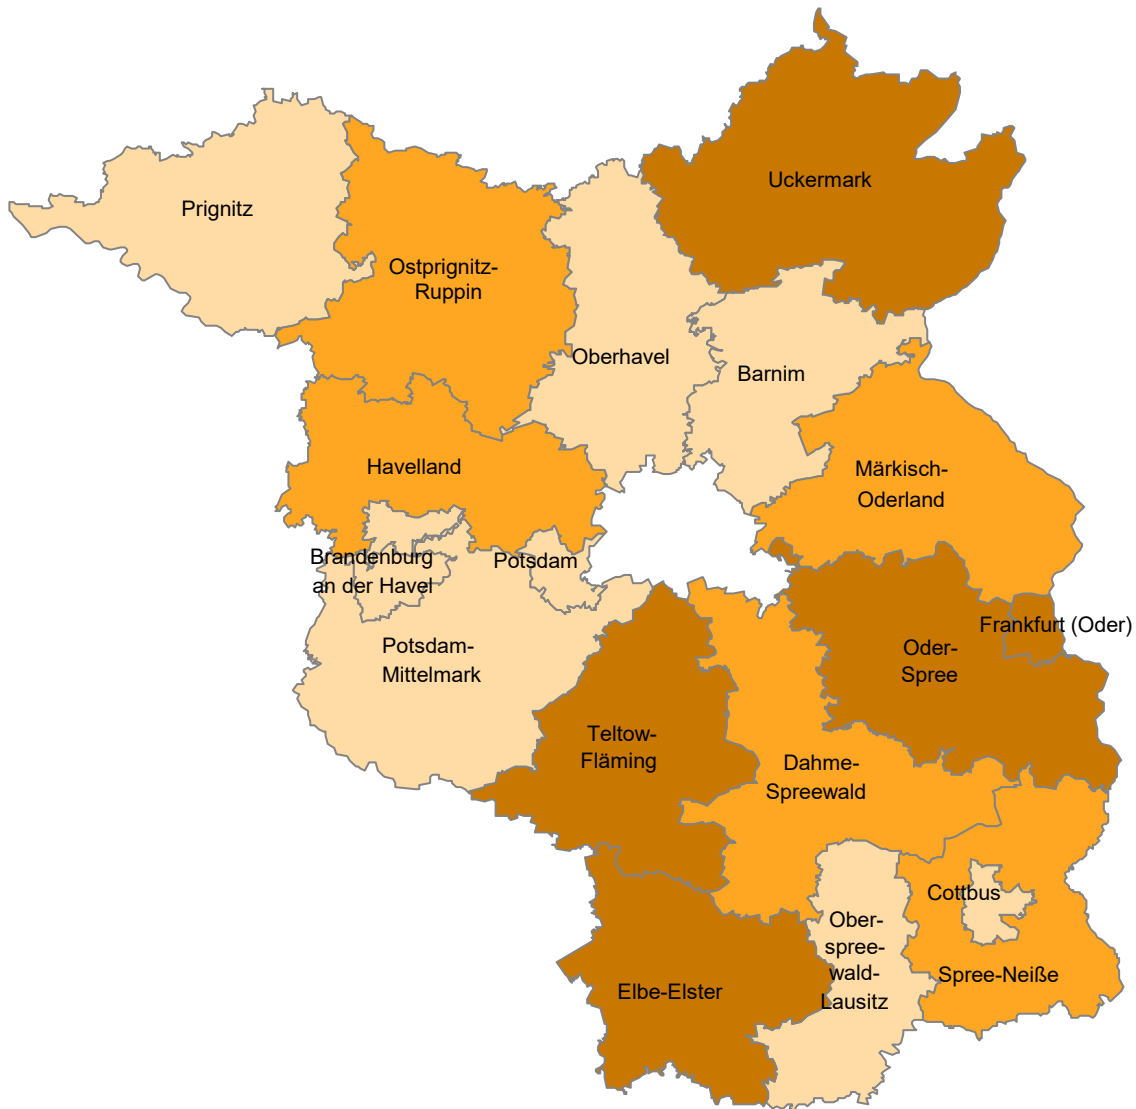 Uckermark
Prignitz
Ostprignitz-
Ruppin
Oberhavel
Barnim
Havelland
Märkisch-
Oderland
Brandenburg
an der Havel
Potsdam
Frankfurt (Oder)
Potsdam-
Mittelmark
Oder-
Spree
Teltow-
Fläming
Dahme-
Spreewald
Cottbus
Ober-
spree-
wald-
Lausitz
Spree-Neiße
Elbe-Elster